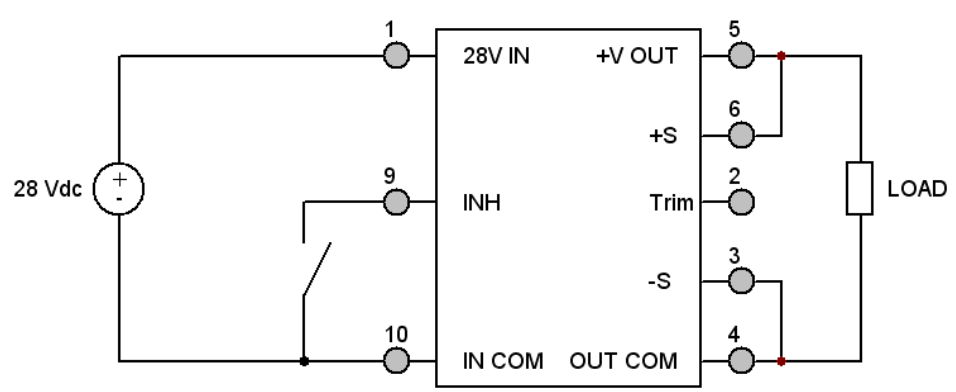 1
5
28V IN
+V OUT
6
+S
28 Vdc
+
-
9
INH
2
Trim
LOAD
3
-S
10
IN COM
4
OUT COM